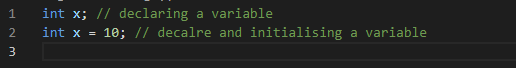 1 int x; // declaring a variable
2 int x = 10; // decalre and initialising a variable
3